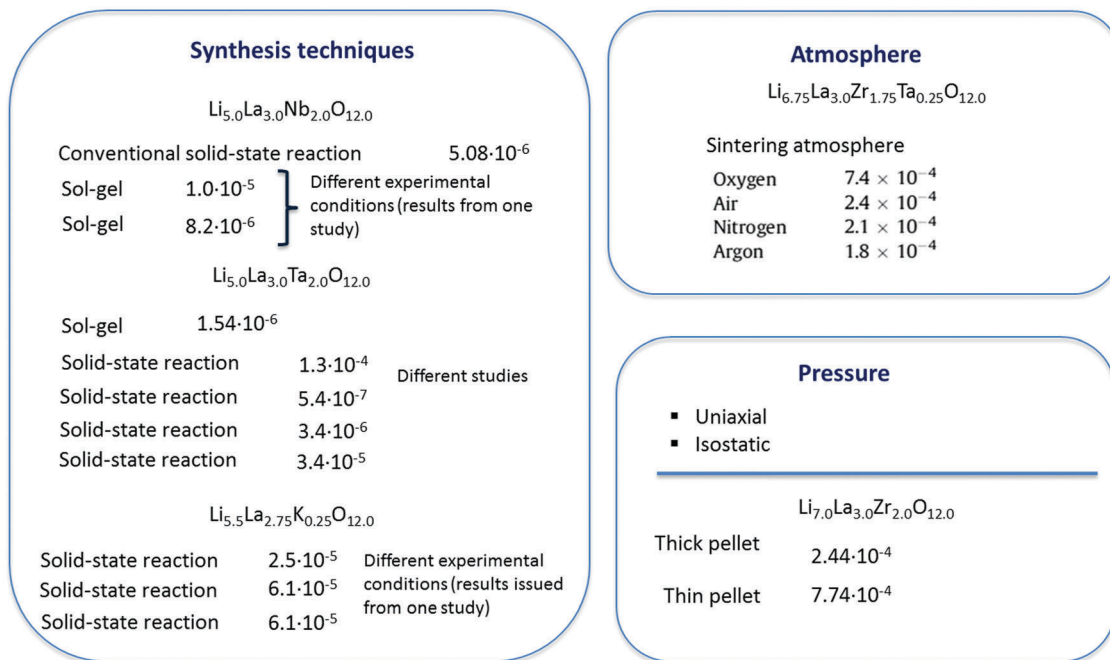 Synthesis techniques
Li₅.₀La₃.₀Nb₂.₀O₁₂.₀
Conventional solid-state reaction 5.08·10⁻⁶
Sol-gel 1.0·10⁻⁵
Sol-gel 8.2·10⁻⁶
Different experimental
conditions (results from one
study)
Li₅.₀La₃.₀Ta₂.₀O₁₂.₀
Sol-gel 1.54·10⁻⁶
Solid-state reaction 1.3·10⁻⁴
Solid-state reaction 5.4·10⁻⁷
Solid-state reaction 3.4·10⁻⁶
Solid-state reaction 3.4·10⁻⁵
Different studies
Li₅.₅La₂.₇₅K₀.₂₅O₁₂.₀
Solid-state reaction 2.5·10⁻⁵
Solid-state reaction 6.1·10⁻⁵
Solid-state reaction 6.1·10⁻⁵
Different experimental
conditions (results issued
from one study)
Atmosphere
Li₆.₇₅La₃.₀Zr₁.₇₅Ta₀.₂₅O₁₂.₀
Sintering atmosphere
Oxygen 7.4 × 10⁻⁴
Air 2.4 × 10⁻⁴
Nitrogen 2.1 × 10⁻⁴
Argon 1.8 × 10⁻⁴
Pressure
▪ Uniaxial
▪ Isostatic
Li₇.₀La₃.₀Zr₂.₀O₁₂.₀
Thick pellet 2.44·10⁻⁴
Thin pellet 7.74·10⁻⁴